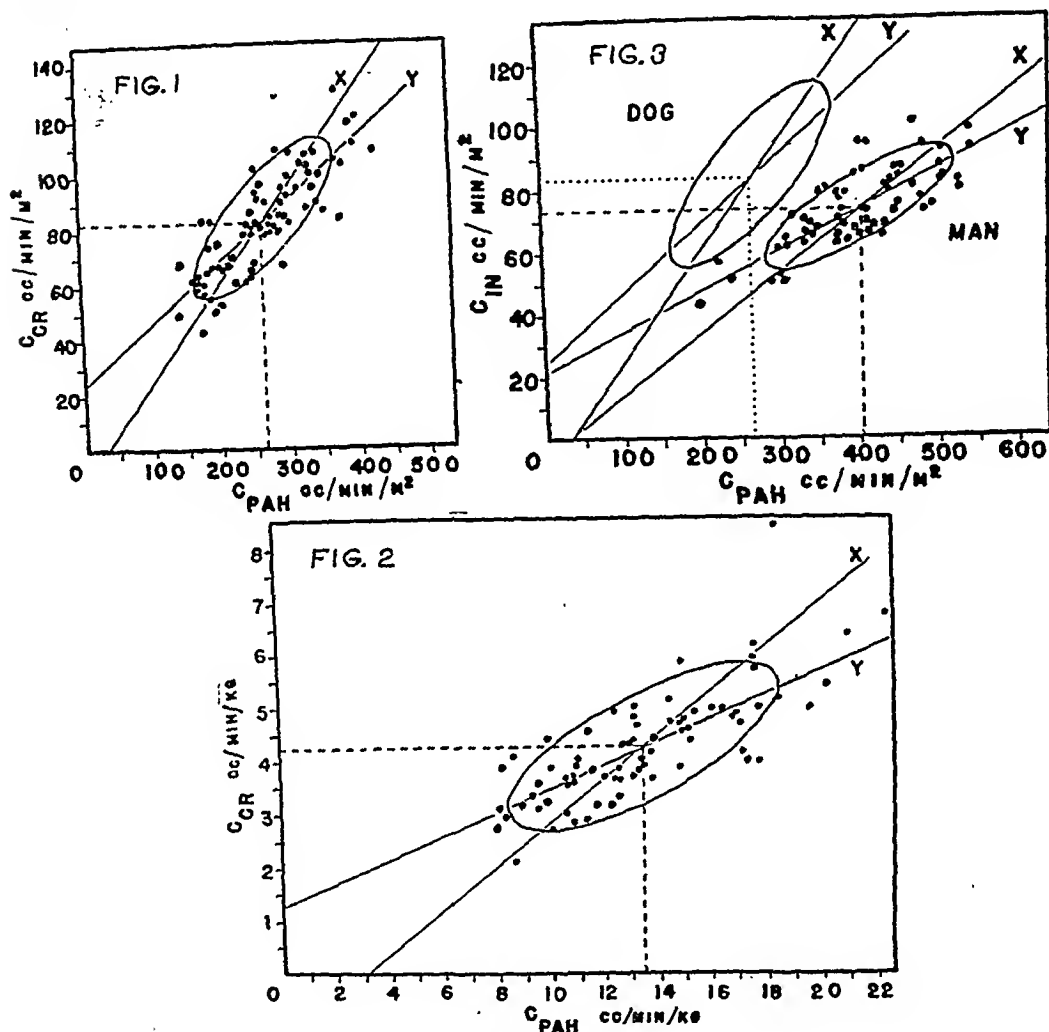 FIG. 1
X
Y
140
120
100
80
60
40
20
C_CR CC/MIN/M²
0 100 200 300 400 500
C_PAH CC/MIN/M²
FIG. 3
X
Y
X
Y
DOG
MAN
120
100
80
60
40
20
C_IN CC/MIN/M²
0 100 200 300 400 500 600
C_PAH CC/MIN/M²
FIG. 2
X
Y
8
7
6
5
4
3
2
1
C_CR CC/MIN/KG
0 2 4 6 8 10 12 14 16 18 20 22
C_PAH CC/MIN/KG